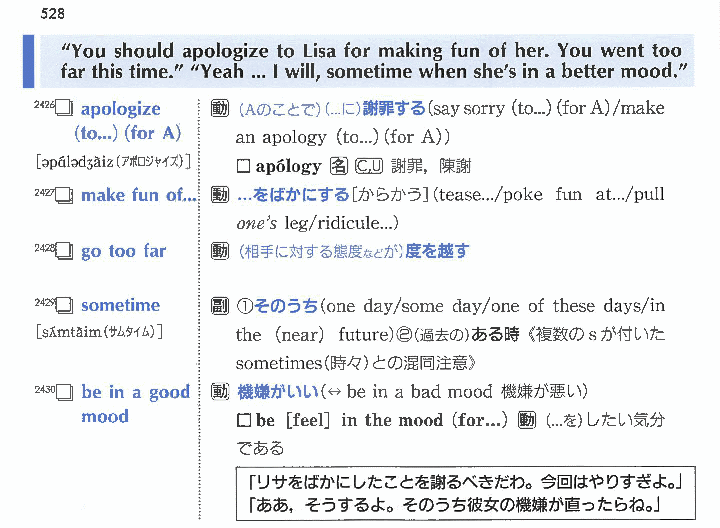 528
“You should apologize to Lisa for making fun of her. You went too
far this time.” “Yeah ... I will, sometime when she's in a better mood.”
2426 apologize
(to...) (for A)
[əpɑ́lədʒàiz(アポロジャイズ)]
動 (Aのことで)(...に)謝罪する(say sorry (to...) (for A)/make
an apology (to...) (for A))
□ apólogy 名 C,U 謝罪，陳謝
2427 make fun of...
動 ...をばかにする[からかう](tease.../poke fun at.../pull
one's leg/ridicule...)
2428 go too far
動 (相手に対する態度などが)度を越す
2429 sometime
[sʌ́mtàim(サムタイム)]
副 ①そのうち(one day/some day/one of these days/in
the (near) future)②(過去の)ある時《複数のsが付いた
sometimes(時々)との混同注意》
2430 be in a good
mood
動 機嫌がいい(↔ be in a bad mood 機嫌が悪い)
□ be [feel] in the mood (for...) 動 (...を)したい気分
である
「リサをばかにしたことを謝るべきだわ。今回はやりすぎよ。」
「ああ，そうするよ。そのうち彼女の機嫌が直ったらね。」